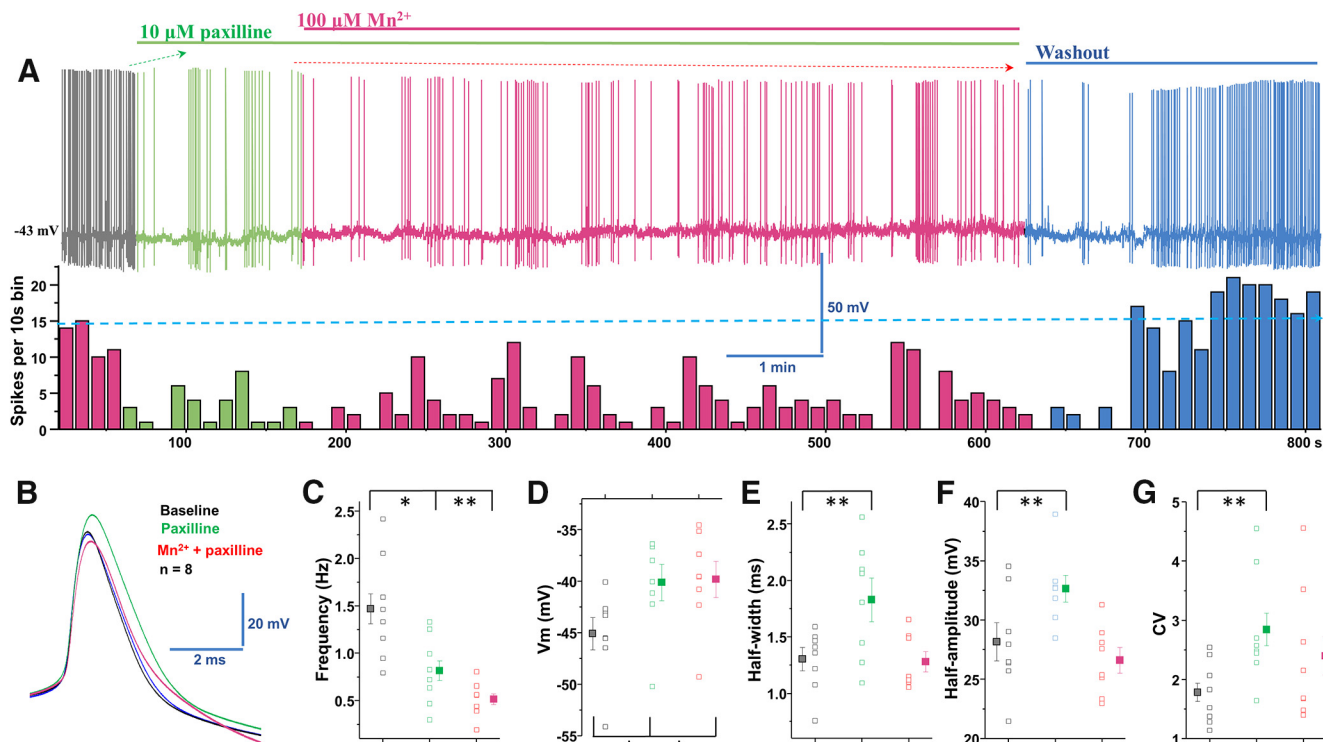 100 µM Mn²⁺
10 µM paxilline
A
Washout
-43 mV
50 mV
1 min
Spikes per 10s bin
20
15
10
5
0
100 200 300 400 500 600 700 800 s
B
Baseline
Paxilline
Mn²⁺ + paxilline
n = 8
20 mV
2 ms
C
* **
Frequency (Hz)
2.5
2.0
1.5
1.0
0.5
D
Vm (mV)
-35
-40
-45
-50
-55
E
**
Half-width (ms)
2.5
2.0
1.5
1.0
F
**
Half-amplitude (mV)
40
35
30
25
20
G
**
CV
5
4
3
2
1